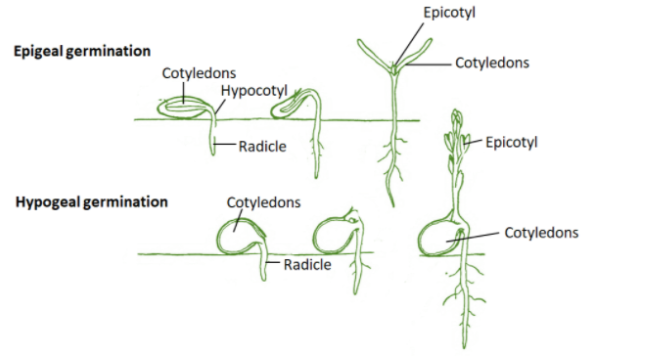 Epicotyl
Epigeal germination
Cotyledons
Cotyledons
Hypocotyl
Radicle
Epicotyl
Hypogeal germination
Cotyledons
Cotyledons
Radicle